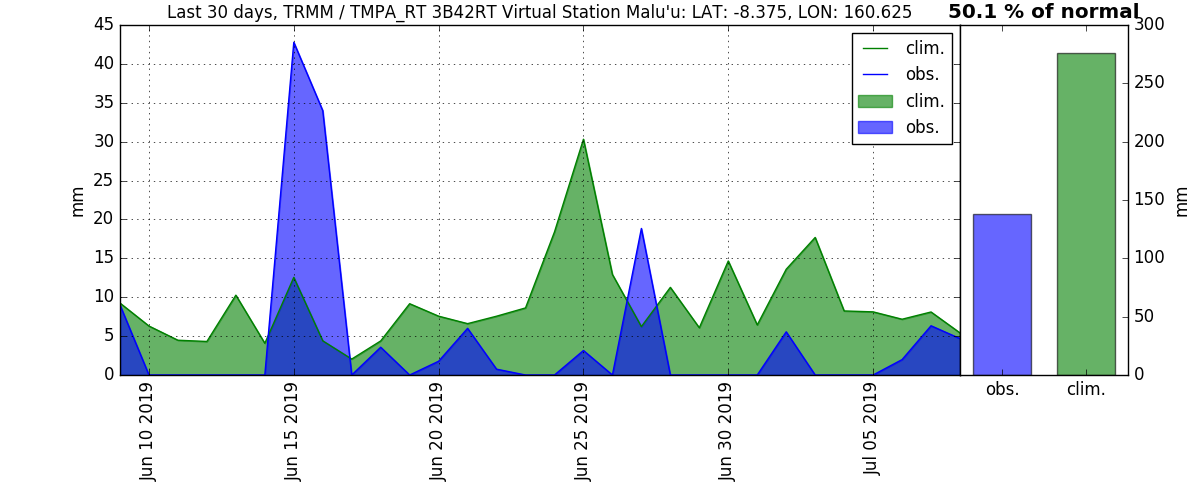 Last 30 days, TRMM / TMPA_RT 3B42RT Virtual Station Malu'u: LAT: -8.375, LON: 160.625
50.1 % of normal
45
40
35
30
25
20
15
10
5
0
mm
clim.
obs.
clim.
obs.
Jun 10 2019
Jun 15 2019
Jun 20 2019
Jun 25 2019
Jun 30 2019
Jul 05 2019
300
250
200
150
100
50
0
mm
obs.
clim.